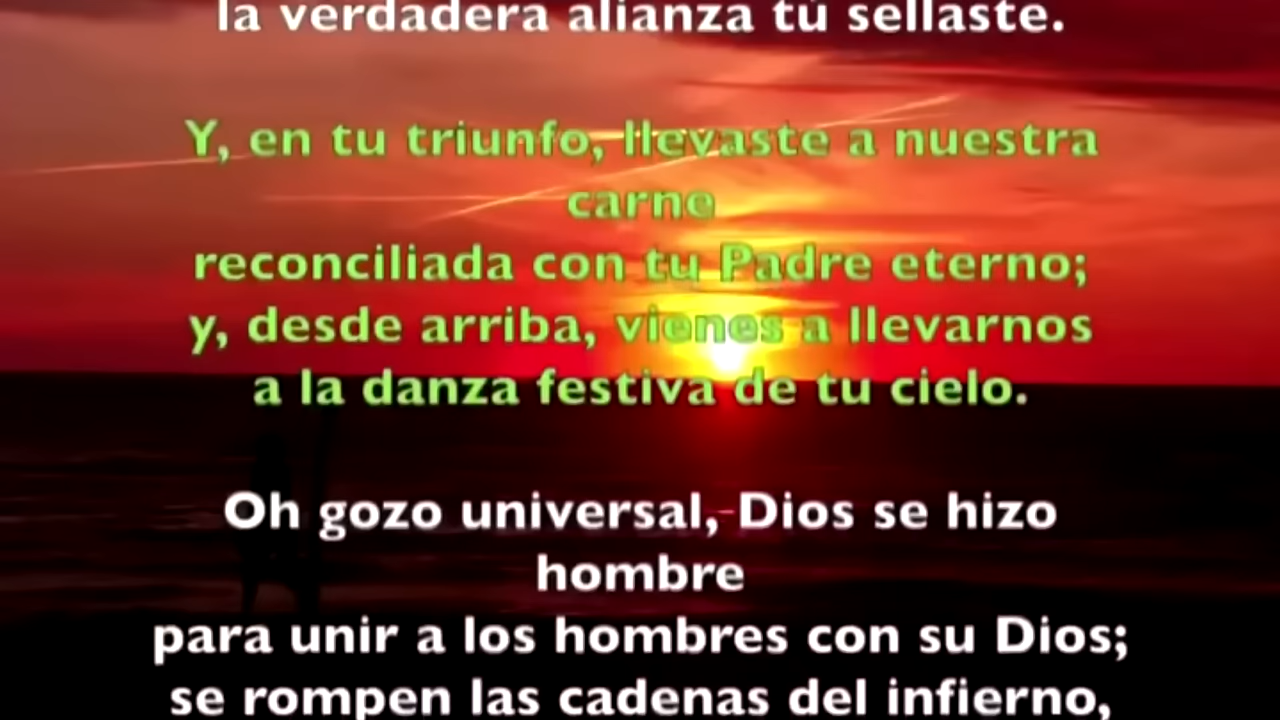 la verdadera alianza tú sellaste.
Y, en tu triunfo, llevaste a nuestra
carne
reconciliada con tu Padre eterno;
y, desde arriba, vienes a llevarnos
a la danza festiva de tu cielo.
Oh gozo universal, Dios se hizo
hombre
para unir a los hombres con su Dios;
se rompen las cadenas del infierno,